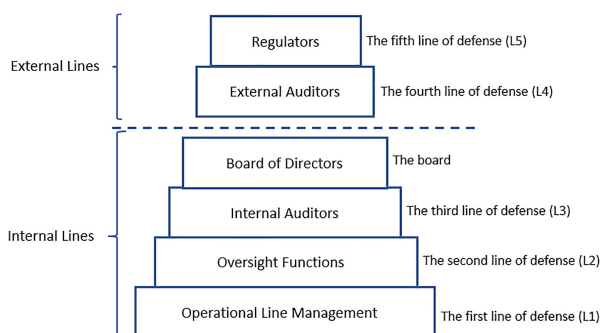 Regulators
The fifth line of defense (L5)
External Lines
External Auditors
The fourth line of defense (L4)
Board of Directors
The board
Internal Auditors
The third line of defense (L3)
Internal Lines
Oversight Functions
The second line of defense (L2)
Operational Line Management
The first line of defense (L1)